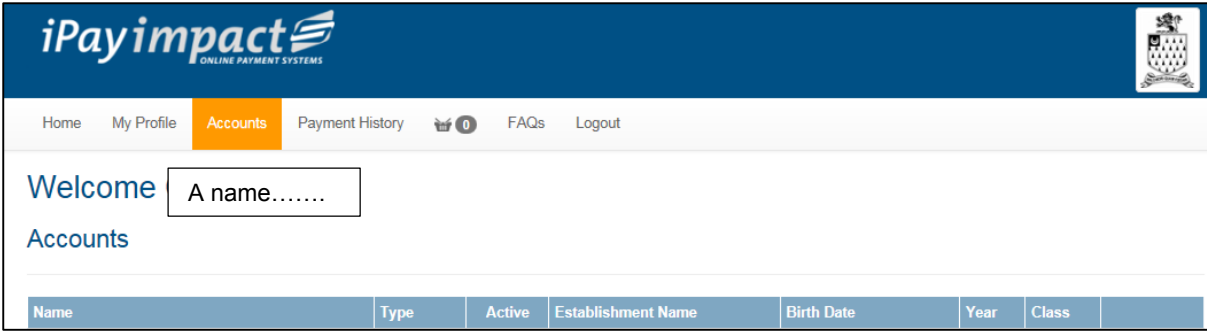 iPayimpact
ONLINE PAYMENT SYSTEMS
Home My Profile Accounts Payment History 0 FAQs Logout
Welcome
A name.......
Accounts
Name Type Active Establishment Name Birth Date Year Class